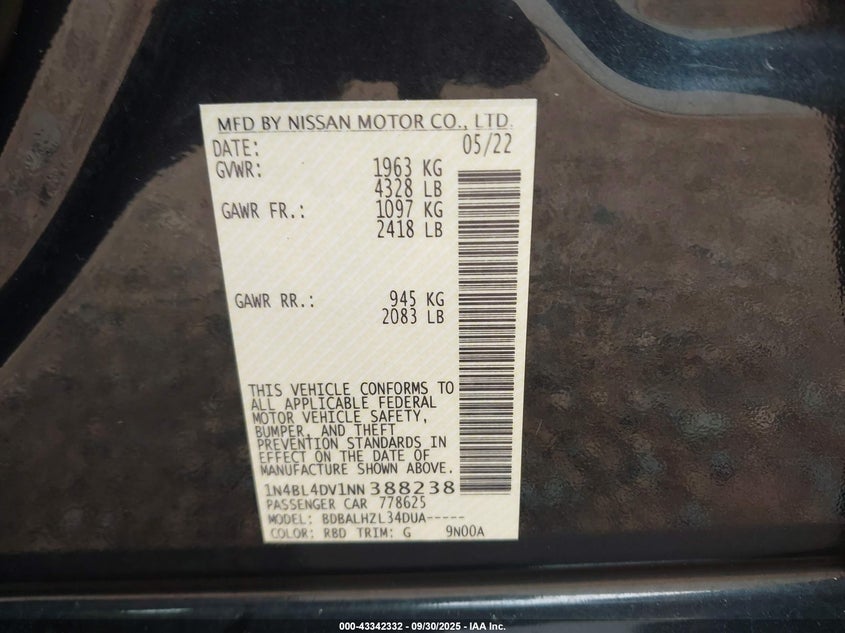 MFD BY NISSAN MOTOR CO., LTD.
DATE: 05/22
GVWR: 1963 KG
4328 LB
GAWR FR.: 1097 KG
2418 LB
GAWR RR.: 945 KG
2083 LB
THIS VEHICLE CONFORMS TO
ALL APPLICABLE FEDERAL
MOTOR VEHICLE SAFETY,
BUMPER, AND THEFT
PREVENTION STANDARDS IN
EFFECT ON THE DATE OF
MANUFACTURE SHOWN ABOVE.
1N4BL4DV1NN388238
PASSENGER CAR 778625
MODEL: BDBALHZL34DUA-----
COLOR: RBD TRIM: G 9N00A
000-43342332 - 09/30/2025 - IAA Inc.